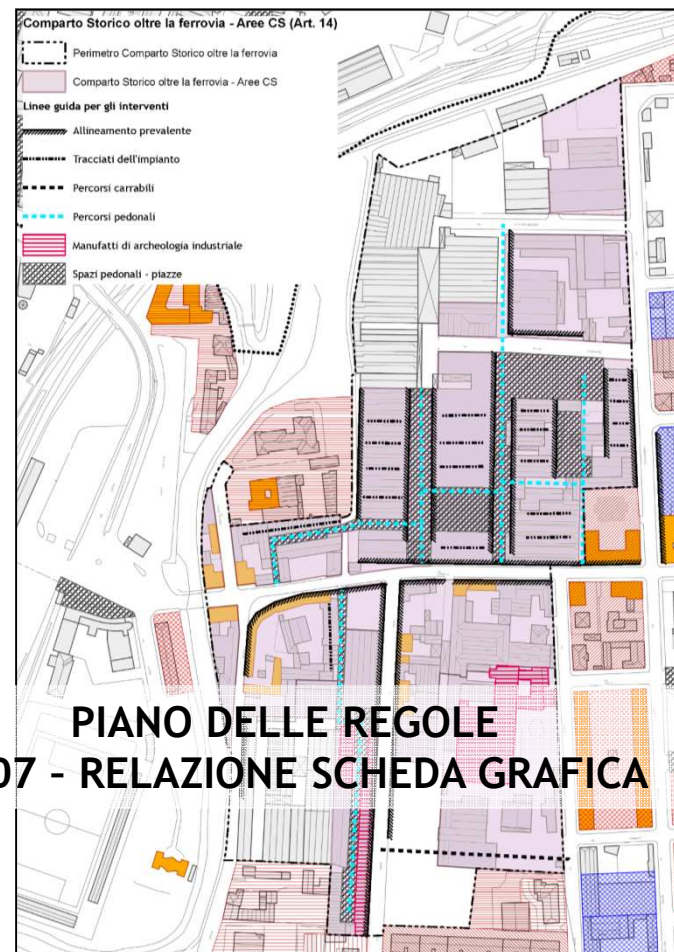 Comparto Storico oltre la ferrovia - Aree CS (Art. 14)
Perimetro Comparto Storico oltre la ferrovia
Comparto Storico oltre la ferrovia - Aree CS
Linee guida per gli interventi
Allineamento prevalente
Tracciati dell'impianto
Percorsi carrabili
Percorsi pedonali
Manufatti di archeologia industriale
Spazi pedonali - piazze
PIANO DELLE REGOLE
07 - RELAZIONE SCHEDA GRAFICA